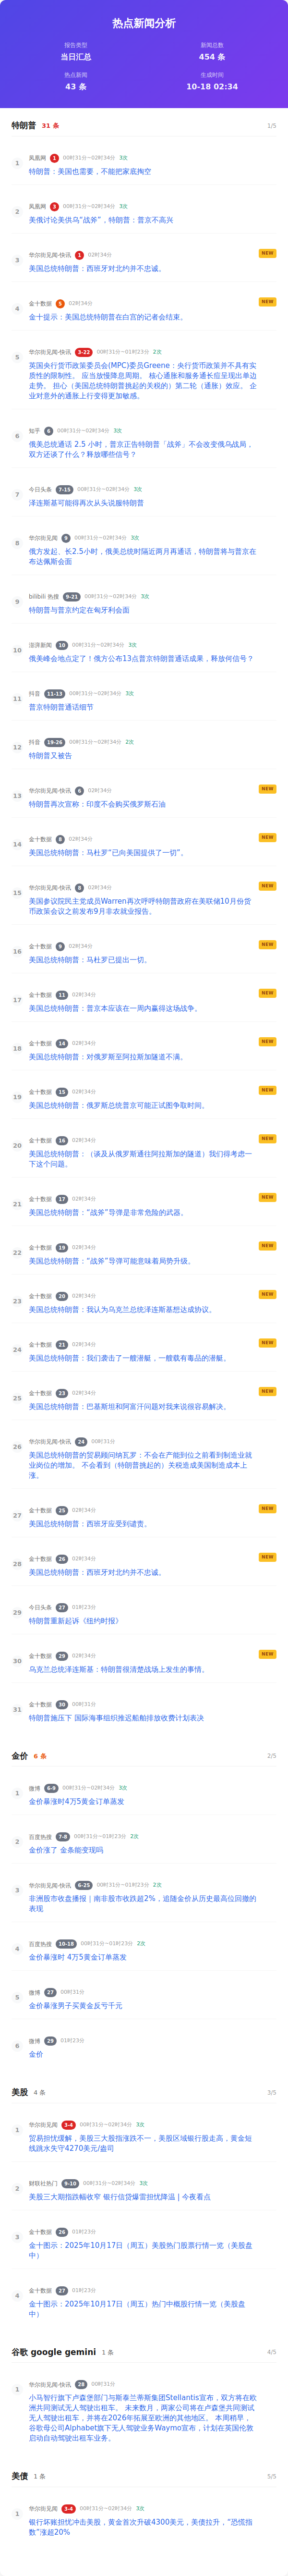 热点新闻分析
报告类型
当日汇总
新闻总数
454 条
热点新闻
43 条
生成时间
10-18 02:34
特朗普 31 条 1/5
1
凤凰网 1 00时31分~02时34分 3次
特朗普：美国也需要，不能把家底掏空
2
凤凰网 3 00时31分~02时34分 3次
美俄讨论美供乌“战斧”，特朗普：普京不高兴
3
华尔街见闻-快讯 1 02时34分 NEW
美国总统特朗普：西班牙对北约并不忠诚。
4
金十数据 5 02时34分 NEW
金十提示：美国总统特朗普在白宫的记者会结束。
5
华尔街见闻-快讯 3-22 00时31分~01时23分 2次
英国央行货币政策委员会(MPC)委员Greene：央行货币政策并不具有实
质性的限制性。 应当放慢降息周期。 核心通胀和服务通长应呈现出单边
走势。 担心（美国总统特朗普挑起的关税的）第二轮（通胀）效应。 企
业对意外的通胀上行变得更加敏感。
6
知乎 6 00时31分~02时34分 3次
俄美总统通话 2.5 小时，普京正告特朗普「战斧」不会改变俄乌战局，
双方还谈了什么？释放哪些信号？
7
今日头条 7-15 00时31分~02时34分 3次
泽连斯基可能得再次从头说服特朗普
8
华尔街见闻 9 00时31分~02时34分 3次
俄方发起、长2.5小时，俄美总统时隔近两月再通话，特朗普将与普京在
布达佩斯会面
9
bilibili 热搜 9-21 00时31分~02时34分 3次
特朗普与普京约定在匈牙利会面
10
澎湃新闻 10 00时31分~02时34分 3次
俄美峰会地点定了！俄方公布13点普京特朗普通话成果，释放何信号？
11
抖音 11-13 00时31分~02时34分 3次
普京特朗普通话细节
12
抖音 19-26 00时31分~02时34分 2次
特朗普又被告
13
华尔街见闻-快讯 6 02时34分 NEW
特朗普再次宣称：印度不会购买俄罗斯石油
14
金十数据 8 02时34分 NEW
美国总统特朗普：马杜罗“已向美国提供了一切”。
15
华尔街见闻-快讯 8 02时34分 NEW
美国参议院民主党成员Warren再次呼呼特朗普政府在美联储10月份货
币政策会议之前发布9月非农就业报告。
16
金十数据 9 02时34分 NEW
美国总统特朗普：马杜罗已提出一切。
17
金十数据 11 02时34分 NEW
美国总统特朗普：普京本应该在一周内赢得这场战争。
18
金十数据 14 02时34分 NEW
美国总统特朗普：对俄罗斯至阿拉斯加隧道不满。
19
金十数据 15 02时34分 NEW
美国总统特朗普：俄罗斯总统普京可能正试图争取时间。
20
金十数据 16 02时34分 NEW
美国总统特朗普：（谈及从俄罗斯通往阿拉斯加的隧道）我们得考虑一
下这个问题。
21
金十数据 17 02时34分 NEW
美国总统特朗普：“战斧”导弹是非常危险的武器。
22
金十数据 19 02时34分 NEW
美国总统特朗普：“战斧”导弹可能意味着局势升级。
23
金十数据 20 02时34分 NEW
美国总统特朗普：我认为乌克兰总统泽连斯基想达成协议。
24
金十数据 21 02时34分 NEW
美国总统特朗普：我们袭击了一艘潜艇，一艘载有毒品的潜艇。
25
金十数据 23 02时34分 NEW
美国总统特朗普：巴基斯坦和阿富汗问题对我来说很容易解决。
26
华尔街见闻-快讯 24 00时31分
美国总统特朗普的贸易顾问纳瓦罗：不会在产能到位之前看到制造业就
业岗位的增加。 不会看到（特朗普挑起的）关税造成美国制造成本上
涨。
27
金十数据 25 02时34分 NEW
美国总统特朗普：西班牙应受到谴责。
28
金十数据 26 02时34分 NEW
美国总统特朗普：西班牙对北约并不忠诚。
29
今日头条 27 01时23分
特朗普重新起诉《纽约时报》
30
金十数据 29 02时34分 NEW
乌克兰总统泽连斯基：特朗普很清楚战场上发生的事情。
31
金十数据 30 00时31分
特朗普施压下 国际海事组织推迟船舶排放收费计划表决
金价 6 条 2/5
1
微博 6-9 00时31分~02时34分 3次
金价暴涨时4万5黄金订单蒸发
2
百度热搜 7-8 00时31分~01时23分 2次
金价涨了 金条能变现吗
3
华尔街见闻-快讯 6-25 00时31分~01时23分 2次
非洲股市收盘播报｜南非股市收跌超2%，追随金价从历史最高位回撤的
表现
4
百度热搜 10-18 00时31分~01时23分 2次
金价暴涨时 4万5黄金订单蒸发
5
微博 27 00时31分
金价暴涨男子买黄金反亏千元
6
微博 29 01时23分
金价
美股 4 条 3/5
1
华尔街见闻 3-4 00时31分~02时34分 3次
贸易担忧缓解，美股三大股指涨跌不一，美股区域银行股走高，黄金短
线跳水失守4270美元/盎司
2
财联社热门 9-10 00时31分~02时34分 3次
美股三大期指跌幅收窄 银行信贷爆雷担忧降温 | 今夜看点
3
金十数据 26 01时23分
金十图示：2025年10月17日（周五）美股热门股票行情一览（美股盘
中）
4
金十数据 27 01时23分
金十图示：2025年10月17日（周五）热门中概股行情一览（美股盘
中）
谷歌 google gemini 1 条 4/5
1
华尔街见闻-快讯 28 00时31分
小马智行旗下卢森堡部门与斯泰兰蒂斯集团Stellantis宣布，双方将在欧
洲共同测试无人驾驶出租车。 未来数月，两家公司将在卢森堡共同测试
无人驾驶出租车，并将在2026年拓展至欧洲的其他地区。 本周稍早，
谷歌母公司Alphabet旗下无人驾驶业务Waymo宣布，计划在英国伦敦
启动自动驾驶出租车业务。
美债 1 条 5/5
1
华尔街见闻 3-4 00时31分~02时34分 3次
银行坏账担忧冲击美股，黄金首次升破4300美元，美债拉升，“恐慌指
数”涨超20%